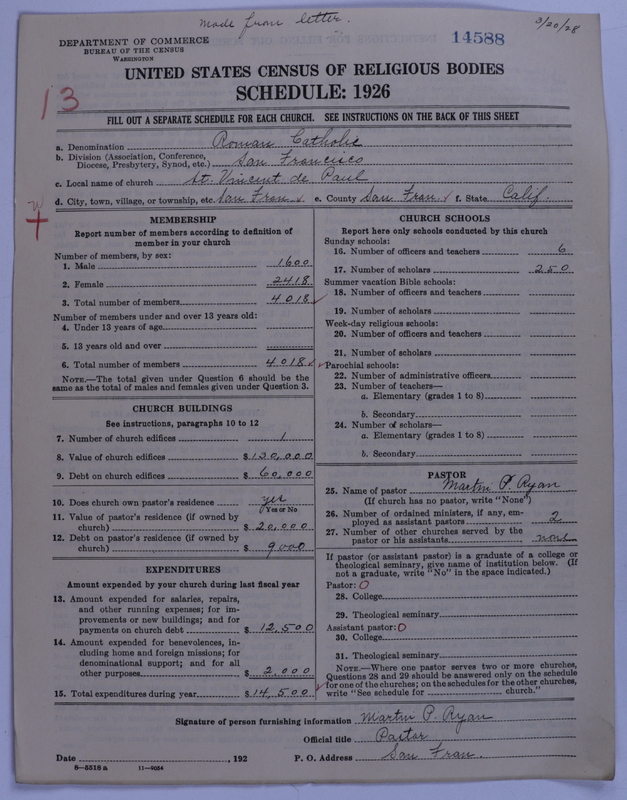 Made from letter.
3/20/28
DEPARTMENT OF COMMERCE
BUREAU OF THE CENSUS
WASHINGTON
14588
UNITED STATES CENSUS OF RELIGIOUS BODIES
SCHEDULE: 1926
13
FILL OUT A SEPARATE SCHEDULE FOR EACH CHURCH. SEE INSTRUCTIONS ON THE BACK OF THIS SHEET
a. Denomination Roman Catholic
b. Division (Association, Conference, Diocese, Presbytery, Synod, etc.) San Francisco
c. Local name of church St. Vincent de Paul
d. City, town, village, or township, etc. San Fran. e. County San Fran. f. State Calif.
MEMBERSHIP
Report number of members according to definition of
member in your church
Number of members, by sex:
1. Male 1600
2. Female 2418
3. Total number of members 4018
Number of members under and over 13 years old:
4. Under 13 years of age
5. 13 years old and over
6. Total number of members 4018
NOTE.—The total given under Question 6 should be the
same as the total of males and females given under Question 3.
CHURCH BUILDINGS
See instructions, paragraphs 10 to 12
7. Number of church edifices 1
8. Value of church edifices $130,000
9. Debt on church edifices $60,000
10. Does church own pastor's residence yes
Yes or No
11. Value of pastor's residence (if owned by
church) $20,000
12. Debt on pastor's residence (if owned by
church) $9000
EXPENDITURES
Amount expended by your church during last fiscal year
13. Amount expended for salaries, repairs,
and other running expenses; for im-
provements or new buildings; and for
payments on church debt $12,500
14. Amount expended for benevolences, in-
cluding home and foreign missions; for
denominational support; and for all
other purposes $2,000
15. Total expenditures during year $14,500
CHURCH SCHOOLS
Report here only schools conducted by this church
Sunday schools:
16. Number of officers and teachers 6
17. Number of scholars 250
Summer vacation Bible schools:
18. Number of officers and teachers
19. Number of scholars
Week-day religious schools:
20. Number of officers and teachers
21. Number of scholars
Parochial schools:
22. Number of administrative officers
23. Number of teachers—
a. Elementary (grades 1 to 8)
b. Secondary
24. Number of scholars—
a. Elementary (grades 1 to 8)
b. Secondary
PASTOR
25. Name of pastor Martin P. Ryan
(If church has no pastor, write "None")
26. Number of ordained ministers, if any, em-
ployed as assistant pastors 2
27. Number of other churches served by the
pastor or his assistants none
If pastor (or assistant pastor) is a graduate of a college or
theological seminary, give name of institution below. (If
not a graduate, write "No" in the space indicated.)
Pastor: O
28. College
29. Theological seminary
Assistant pastor: O
30. College
31. Theological seminary
NOTE.—Where one pastor serves two or more churches,
Questions 28 and 29 should be answered only on the schedule
for one of the churches; on the schedules for the other churches,
write "See schedule for church."
Signature of person furnishing information Martin P. Ryan
Official title Pastor
Date , 192 P. O. Address San Fran.
8—5518 a 11—9054